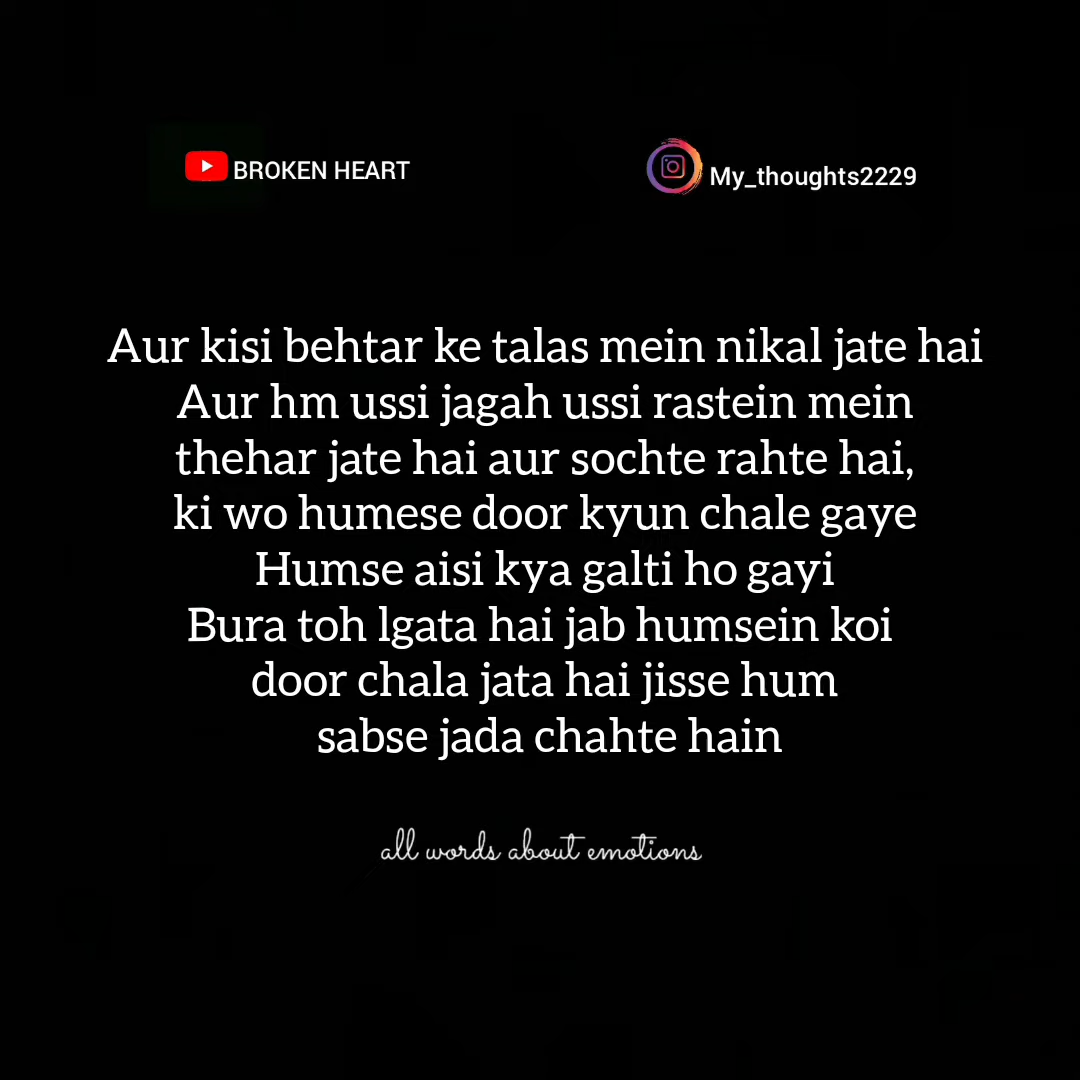 BROKEN HEART
My_thoughts2229
Aur kisi behtar ke talas mein nikal jate hai
Aur hm ussi jagah ussi rastein mein
thehar jate hai aur sochte rahte hai,
ki wo humese door kyun chale gaye
Humse aisi kya galti ho gayi
Bura toh lgata hai jab humsein koi
door chala jata hai jisse hum
sabse jada chahte hain
all words about emotions